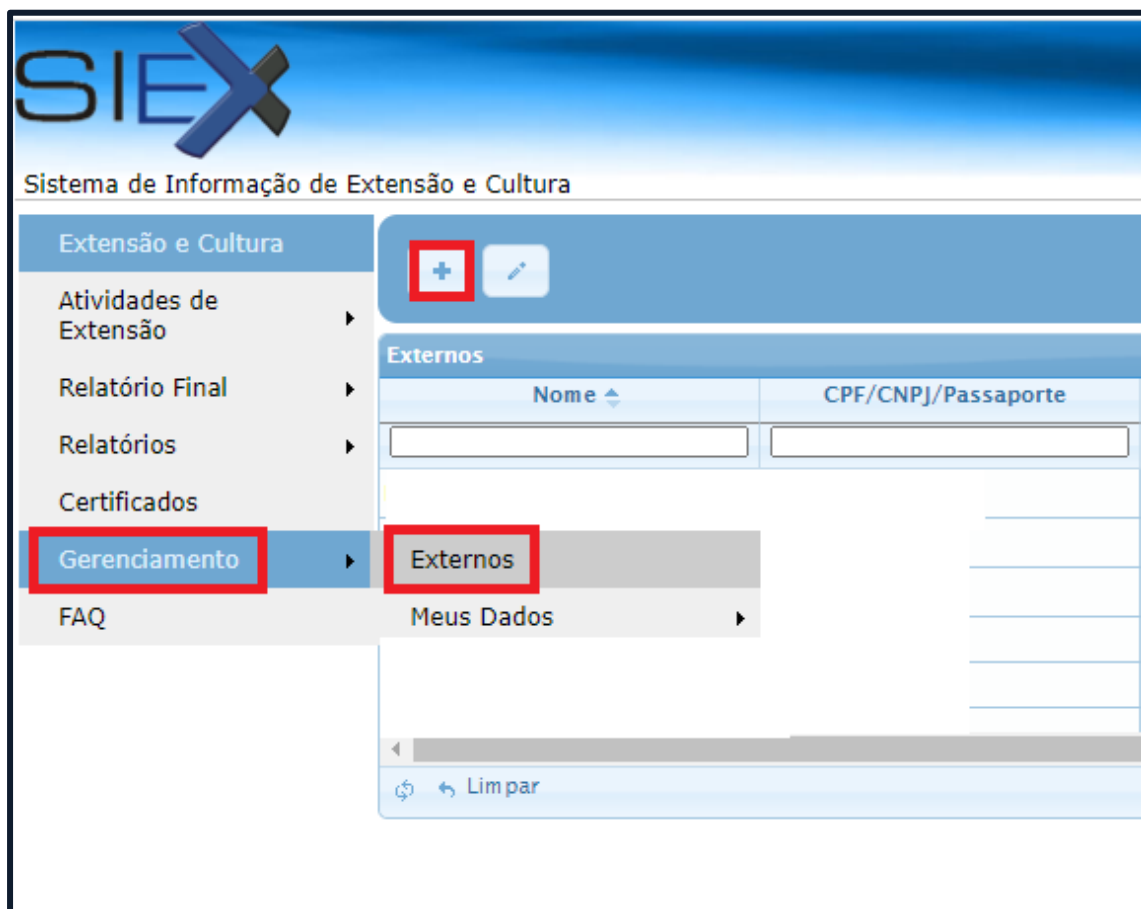 SIEX
Sistema de Informação de Extensão e Cultura
Extensão e Cultura
Atividades de
Extensão
Relatório Final
Relatórios
Certificados
Gerenciamento
FAQ
Externos
Nome
CPF/CNPJ/Passaporte
Externos
Meus Dados
Limpar